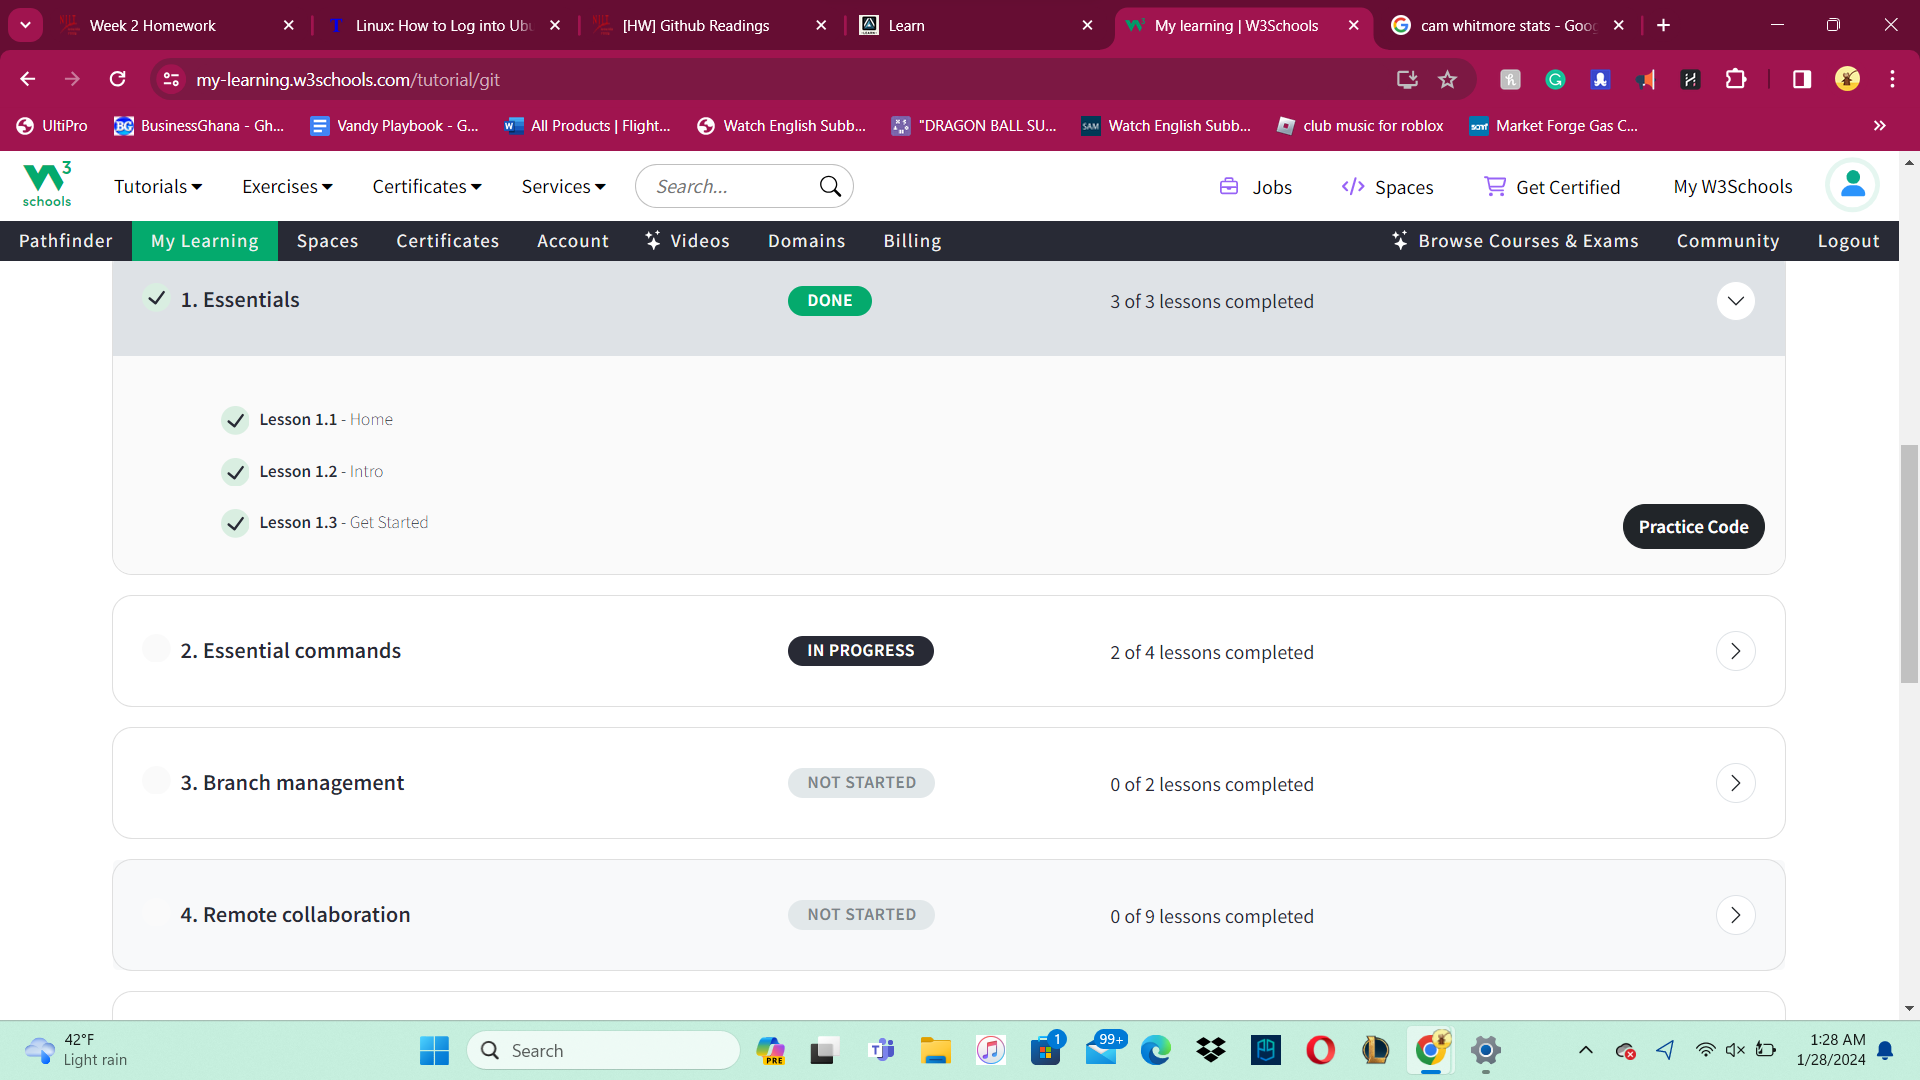 Week 2 Homework
Linux: How to Log into Ub
[HW] Github Readings
Learn
My learning | W3Schools
cam whitmore stats - Goo
my-learning.w3schools.com/tutorial/git
UltiPro
BusinessGhana - Gh...
Vandy Playbook - G...
All Products | Flight...
Watch English Subb...
"DRAGON BALL SU...
Watch English Subb...
club music for roblox
Market Forge Gas C...
W3 schools
Tutorials
Exercises
Certificates
Services
Search...
Jobs
Spaces
Get Certified
My W3Schools
Pathfinder
My Learning
Spaces
Certificates
Account
Videos
Domains
Billing
Browse Courses & Exams
Community
Logout
1. Essentials
DONE
3 of 3 lessons completed
Lesson 1.1 - Home
Lesson 1.2 - Intro
Lesson 1.3 - Get Started
Practice Code
2. Essential commands
IN PROGRESS
2 of 4 lessons completed
3. Branch management
NOT STARTED
0 of 2 lessons completed
4. Remote collaboration
NOT STARTED
0 of 9 lessons completed
42°F
Light rain
Search
PRE
1
99+
1:28 AM
1/28/2024